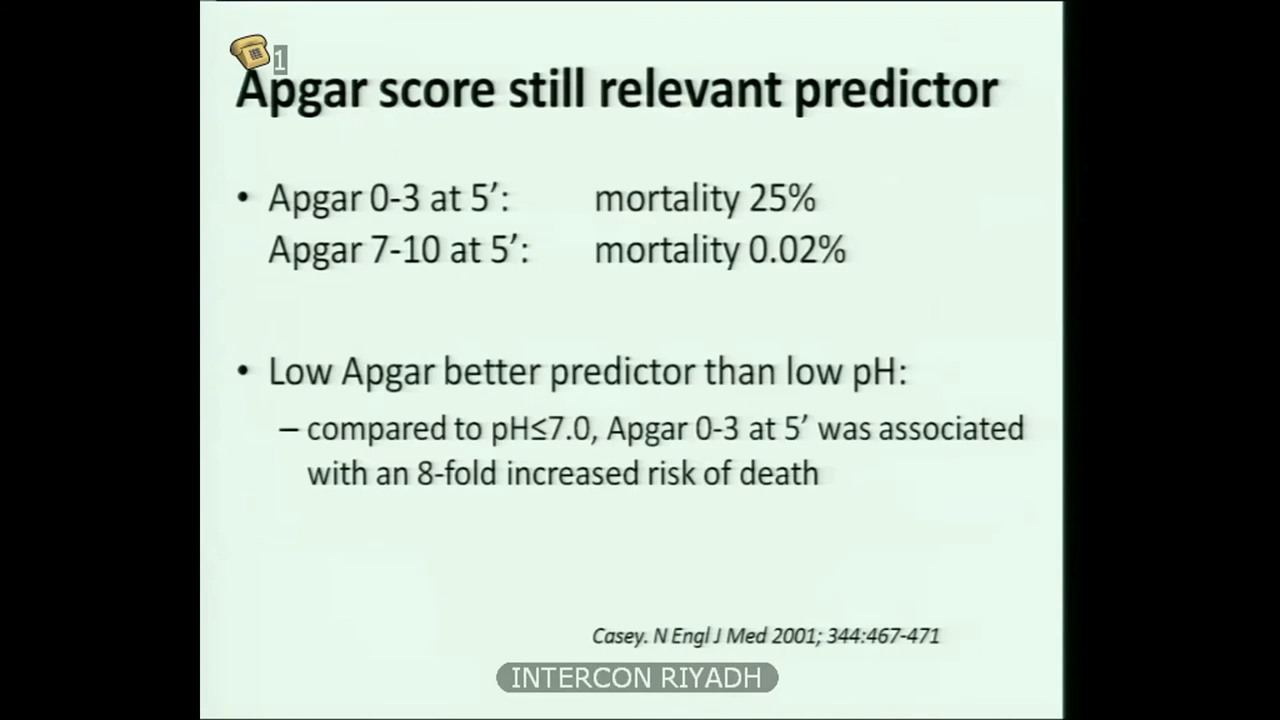 1
Apgar score still relevant predictor
• Apgar 0-3 at 5′: mortality 25%
Apgar 7-10 at 5′: mortality 0.02%
• Low Apgar better predictor than low pH:
– compared to pH≤7.0, Apgar 0-3 at 5′ was associated
with an 8-fold increased risk of death
Casey. N Engl J Med 2001; 344:467-471
INTERCON RIYADH